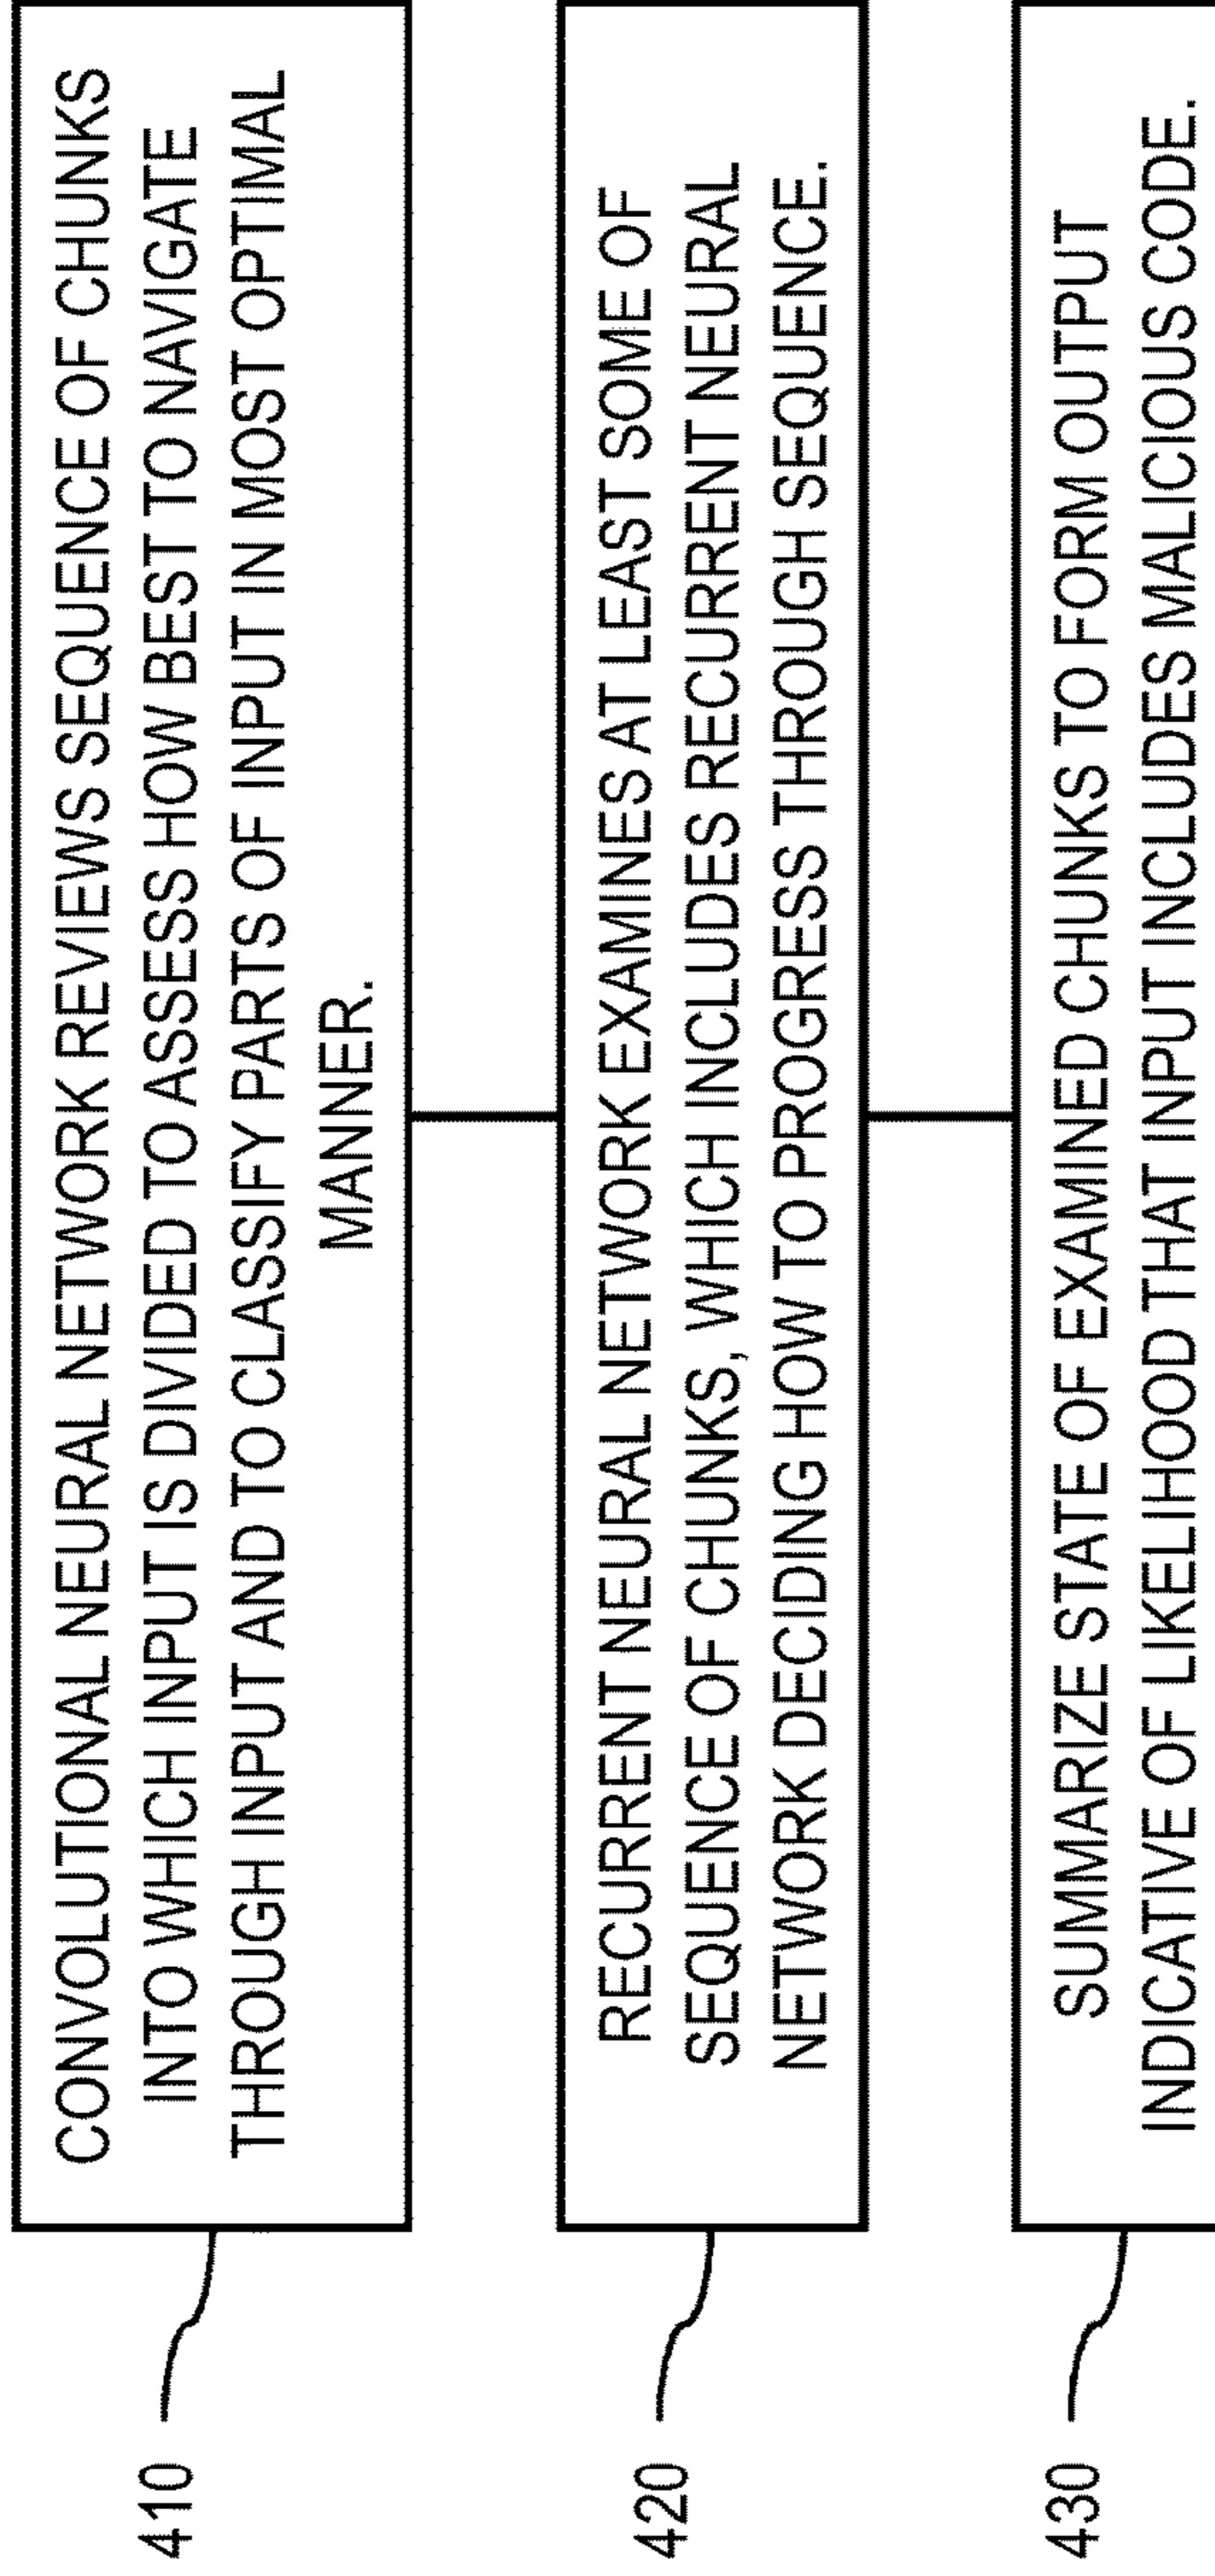 410
CONVOLUTIONAL NEURAL NETWORK REVIEWS SEQUENCE OF CHUNKS
INTO WHICH INPUT IS DIVIDED TO ASSESS HOW BEST TO NAVIGATE
THROUGH INPUT AND TO CLASSIFY PARTS OF INPUT IN MOST OPTIMAL
MANNER.
420
RECURRENT NEURAL NETWORK EXAMINES AT LEAST SOME OF
SEQUENCE OF CHUNKS, WHICH INCLUDES RECURRENT NEURAL
NETWORK DECIDING HOW TO PROGRESS THROUGH SEQUENCE.
430
SUMMARIZE STATE OF EXAMINED CHUNKS TO FORM OUTPUT
INDICATIVE OF LIKELIHOOD THAT INPUT INCLUDES MALICIOUS CODE.